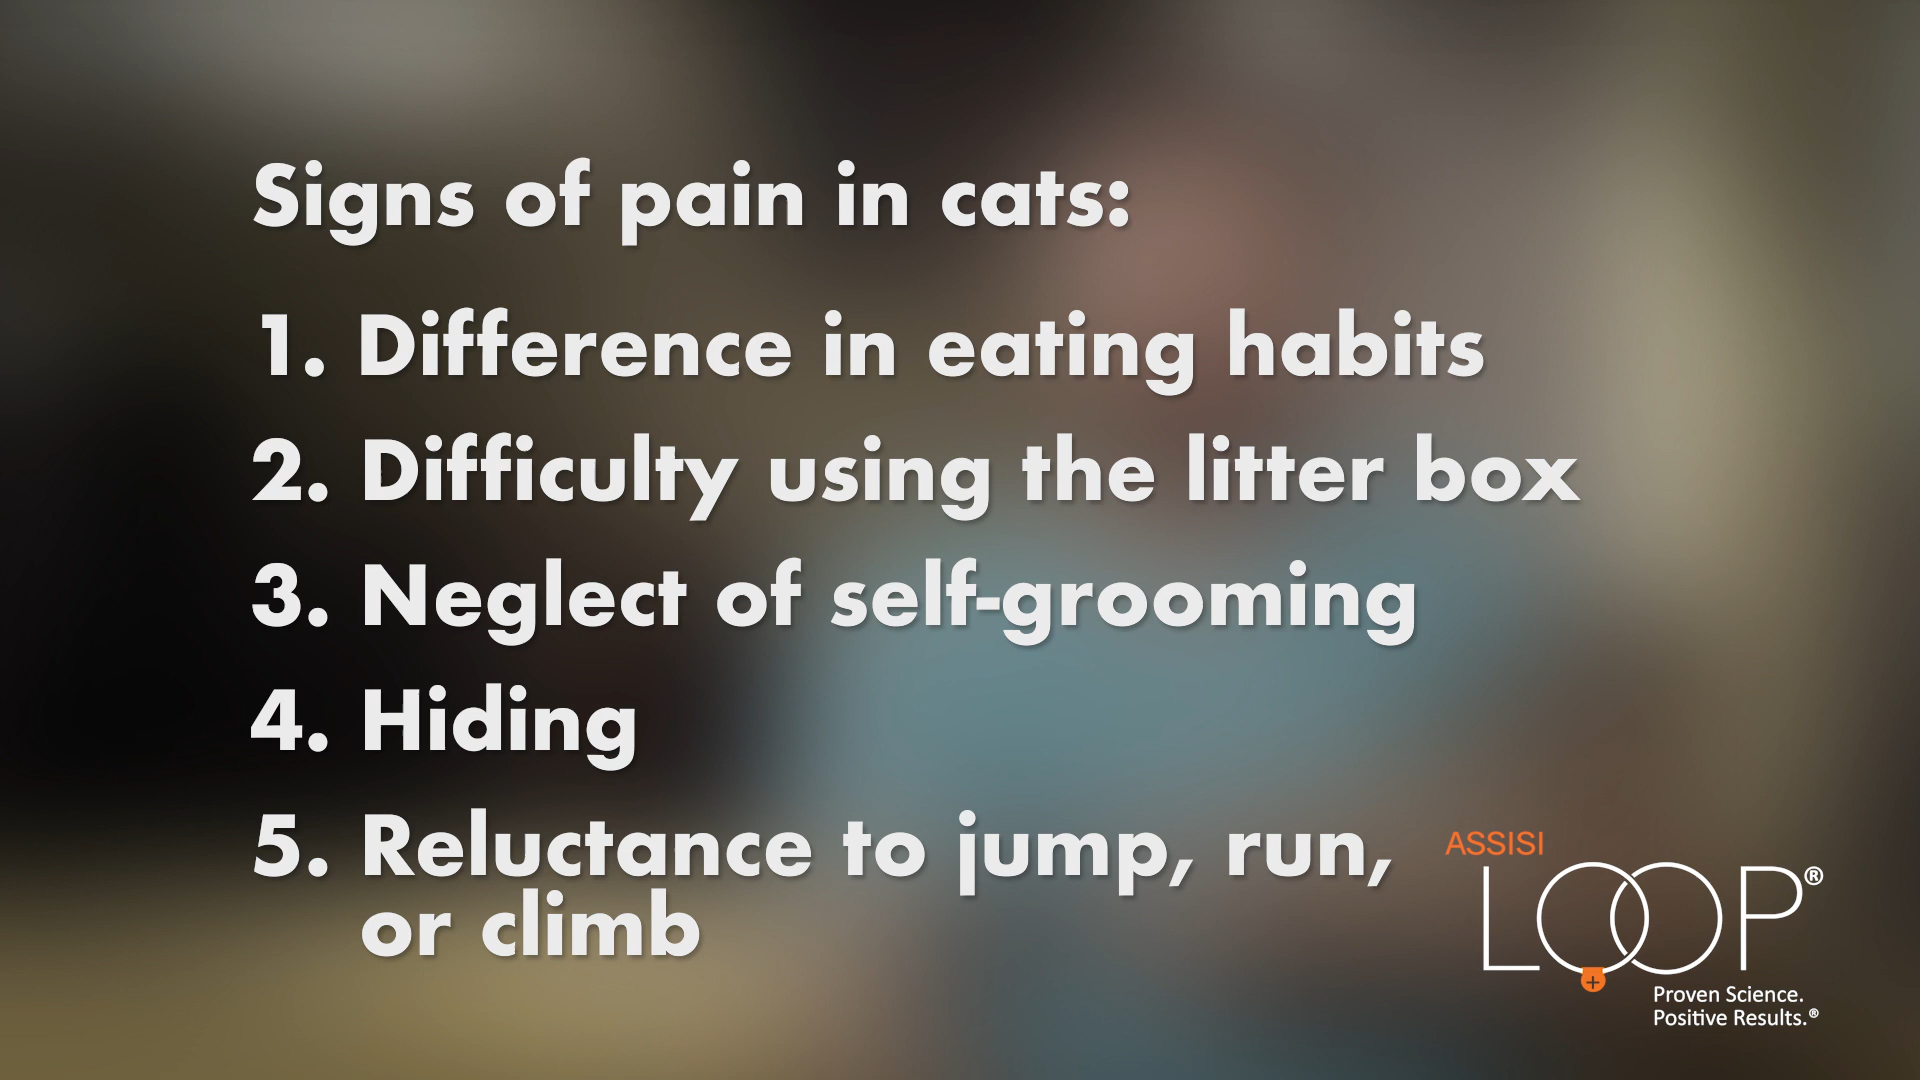 Signs of pain in cats:
1. Difference in eating habits
2. Difficulty using the litter box
3. Neglect of self-grooming
4. Hiding
5. Reluctance to jump, run,
or climb
ASSISI
LOOP®
Proven Science.
Positive Results.®